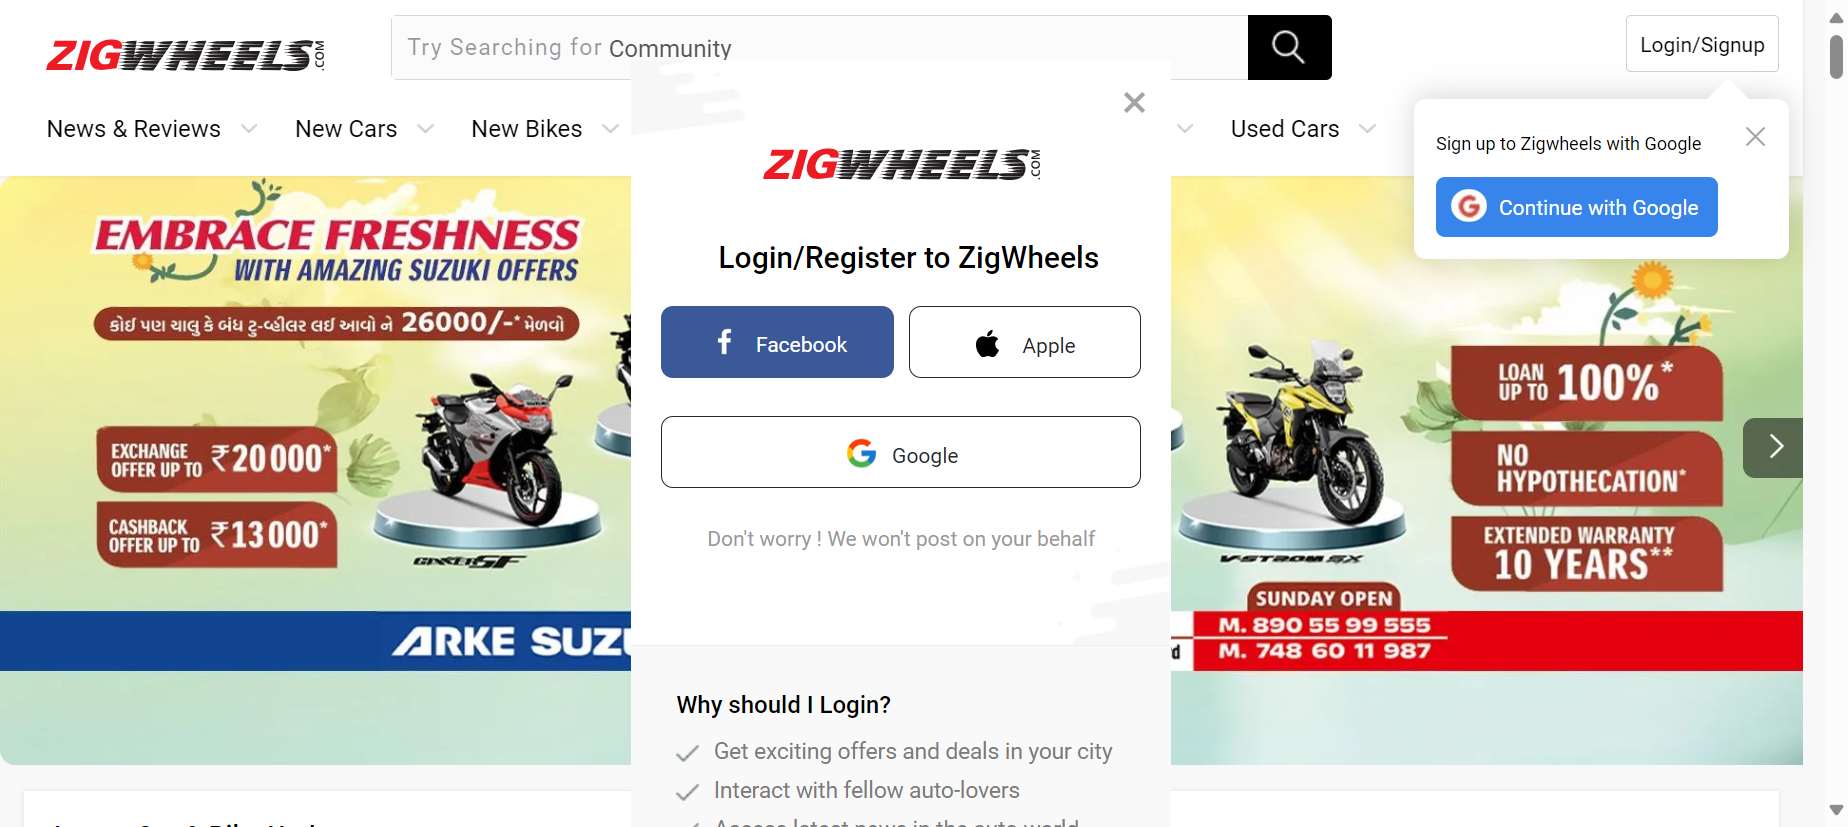 ZIGWHEELS.COM
Try Searching for Community
Login/Signup
News & Reviews
New Cars
New Bikes
Used Cars
Sign up to Zigwheels with Google
Continue with Google
ZIGWHEELS.COM
Login/Register to ZigWheels
Facebook
Apple
Google
Don't worry ! We won't post on your behalf
Why should I Login?
Get exciting offers and deals in your city
Interact with fellow auto-lovers
EMBRACE FRESHNESS
WITH AMAZING SUZUKI OFFERS
કોઈ પણ ચાલુ કે બંધ ટુ-વ્હીલર લઈ આવો ને 26000/-* મેળવો
EXCHANGE
OFFER UP TO ₹20000*
CASHBACK
OFFER UP TO ₹13000*
GIXXER SF
LOAN
UP TO 100%*
NO
HYPOTHECATION*
EXTENDED WARRANTY
10 YEARS**
V-STROM SX
SUNDAY OPEN
ARKE
M. 890 55 99 555
M. 748 60 11 987